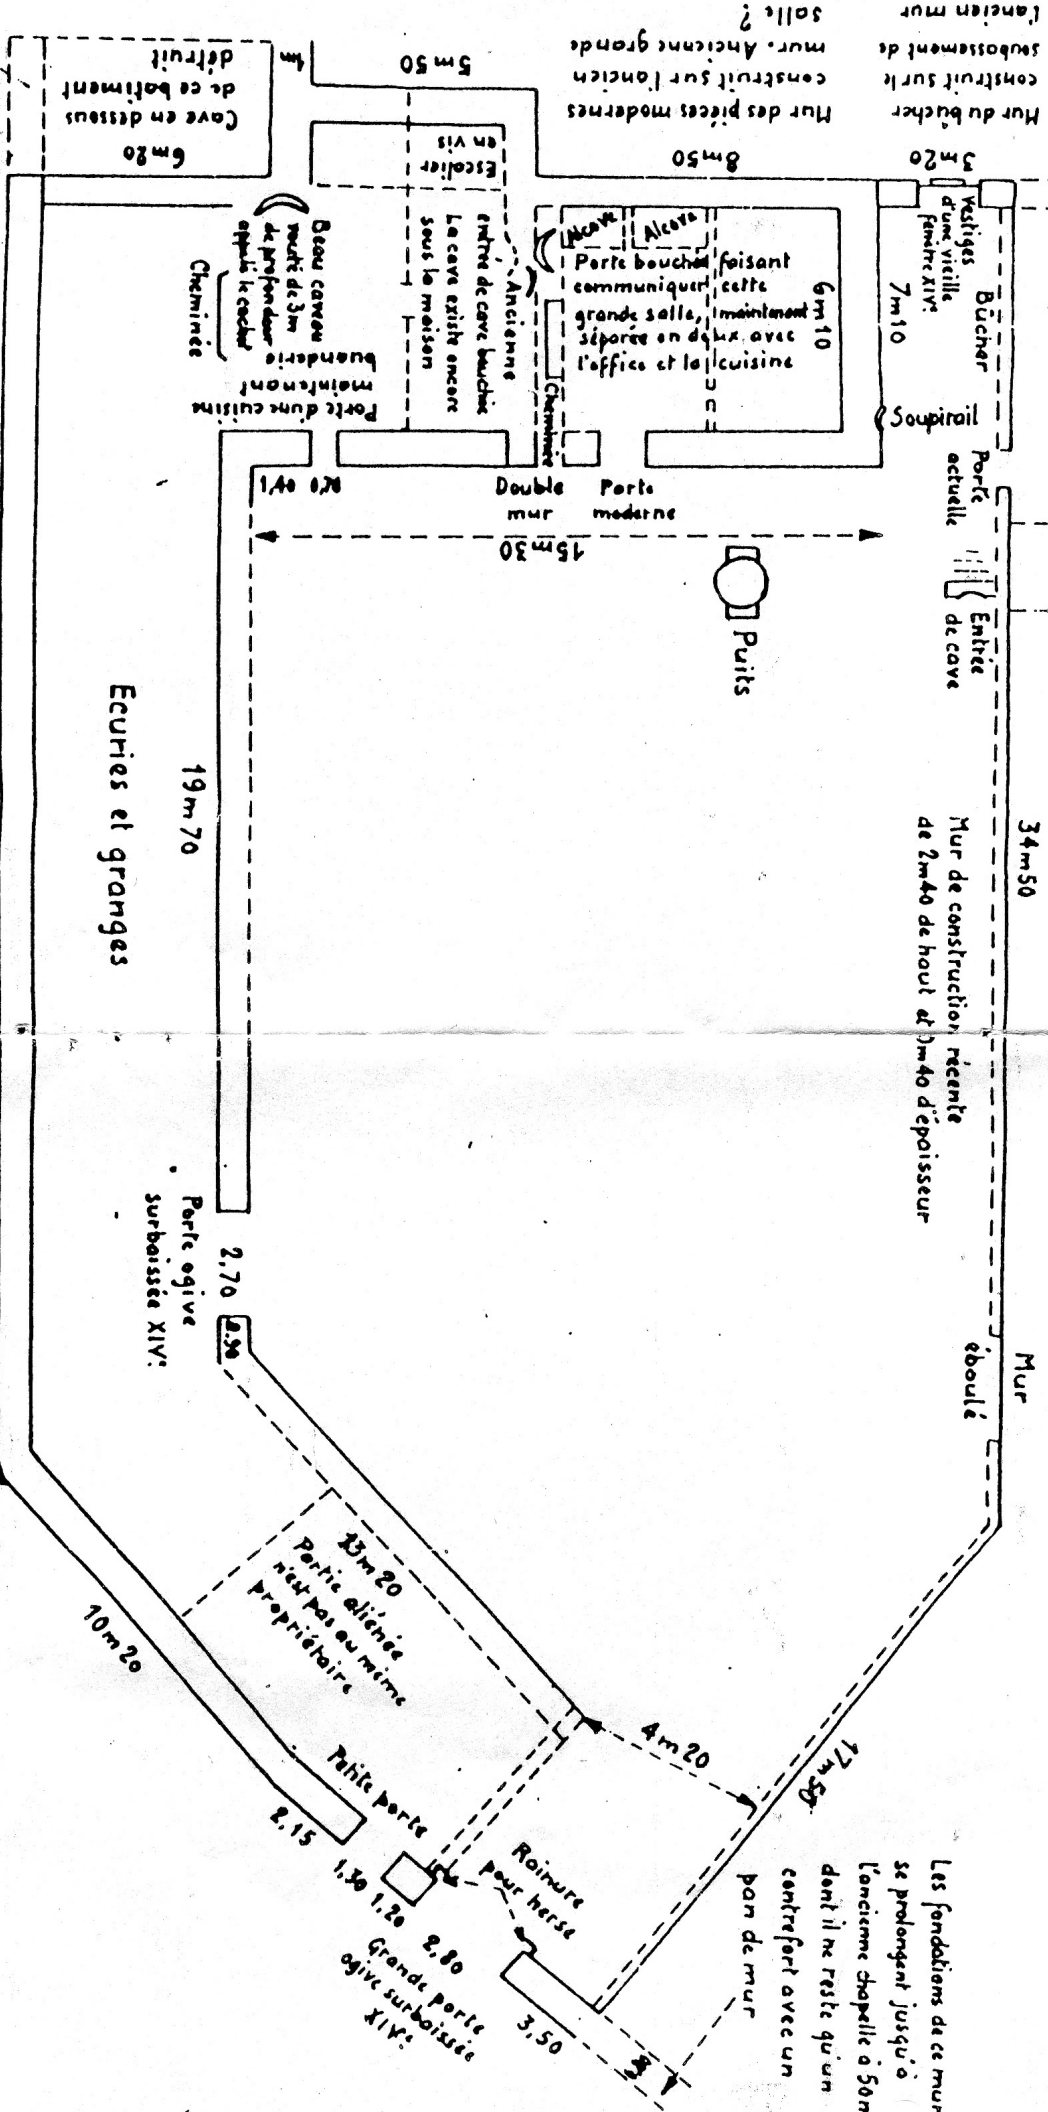 Mur du bûcher
construit sur le
soubassement de
l'ancien mur
3m20
Mur des pièces modernes
construit sur l'ancien
mur. Ancienne grande
salle ?
8m50
5m50
1m
Cave en dessous
de ce batiment
détruit
6m20
Escalier
en vis
Vestiges
d'une vieille
fenêtre XIVe
Bûcher
7m10
Soupirail
6m10
Alcove
Alcove
Porte bouchée faisant
communiquer cette
grande salle, maintenant
séparée en deux avec
l'office et la cuisine
Cheminée
Ancienne
entrée de cave bouchée
La cave existe encore
sous la maison
Beau caveau
vouté de 3m
de profondeur
appelé le cachot
Cheminée
Porte d'une cuisine
maintenant
buanderie
1,40
0,70
Double
mur
Porte
moderne
15m30
Puits
Porte
actuelle
Entrée
de cave
34m50
Mur de construction récente
de 2m40 de haut et 0m40 d'épaisseur
Mur
éboulé
Ecuries et granges
19m70
Porte ogive
surbaissée XIVe
2,70
0.90
13m20
Partie aliénée
n'est pas au même
propriétaire
10m20
4m20
17m50
Petite porte
2,15
1,30
1,20
2,80
Rainure
pour herse
Grande porte
ogive surbaissée
XIVe
3,50
Les fondations de ce mur
se prolongent jusqu'à
l'ancienne chapelle à 50m
dont il ne reste qu'un
contrefort avec un
pan de mur